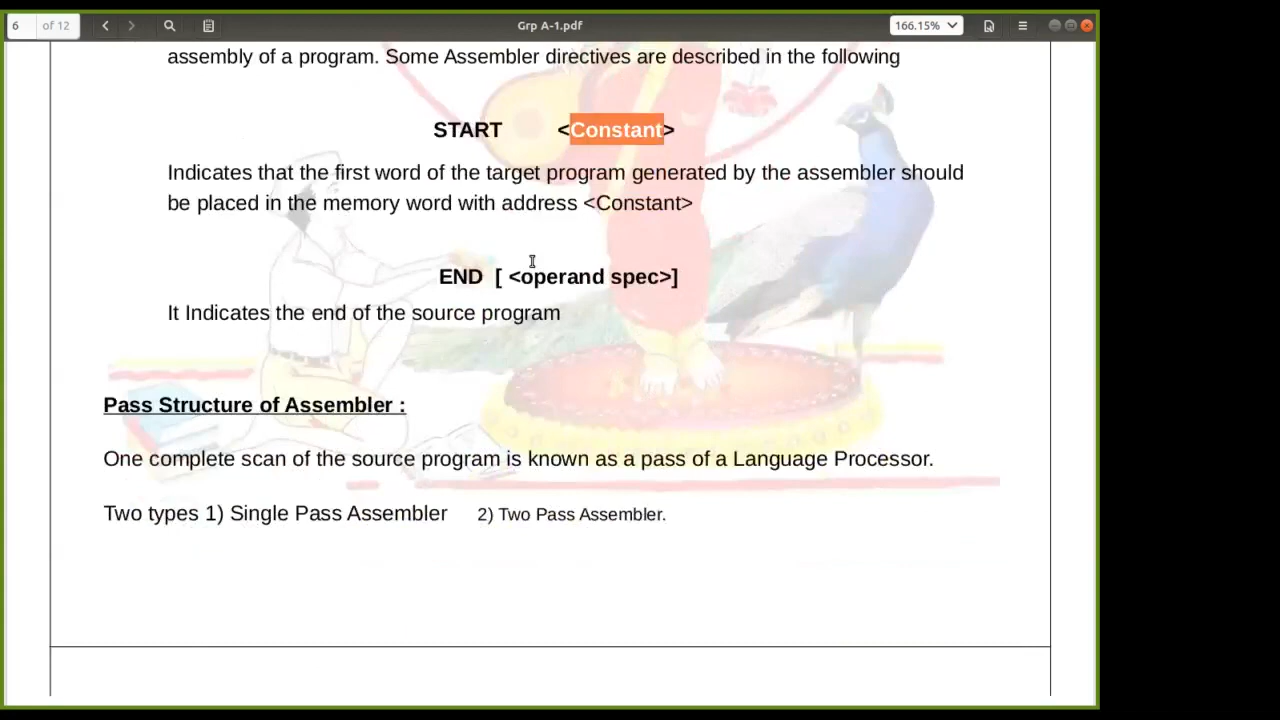 6 of 12
Grp A-1.pdf
166.15%
assembly of a program. Some Assembler directives are described in the following
START <Constant>
Indicates that the first word of the target program generated by the assembler should
be placed in the memory word with address <Constant>
END [ <operand spec>]
It Indicates the end of the source program
Pass Structure of Assembler :
One complete scan of the source program is known as a pass of a Language Processor.
Two types 1) Single Pass Assembler 2) Two Pass Assembler.